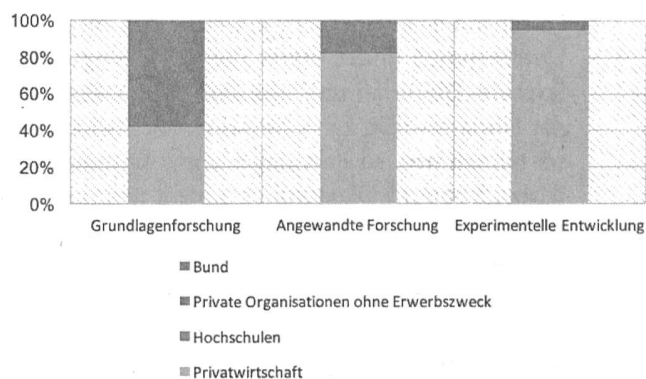 100%
80%
60%
40%
20%
0%
Grundlagenforschung Angewandte Forschung Experimentelle Entwicklung
Bund
Private Organisationen ohne Erwerbszweck
Hochschulen
Privatwirtschaft